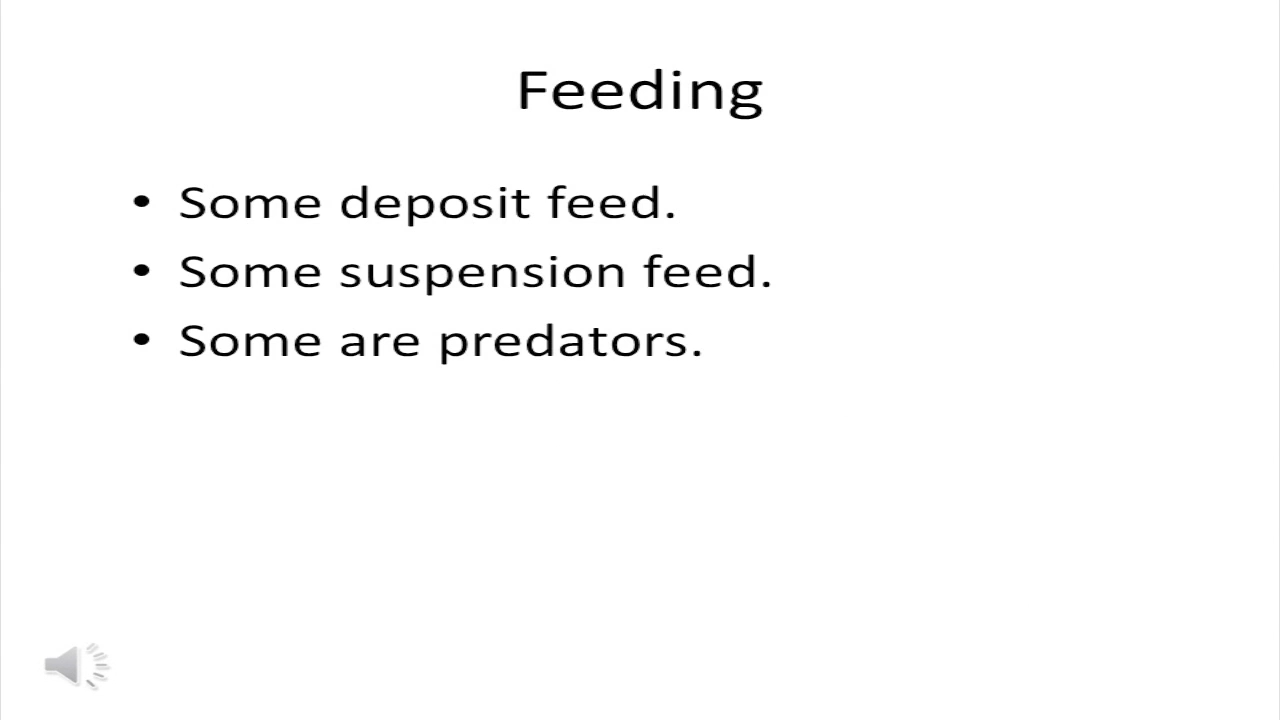 Feeding
• Some deposit feed.
• Some suspension feed.
• Some are predators.